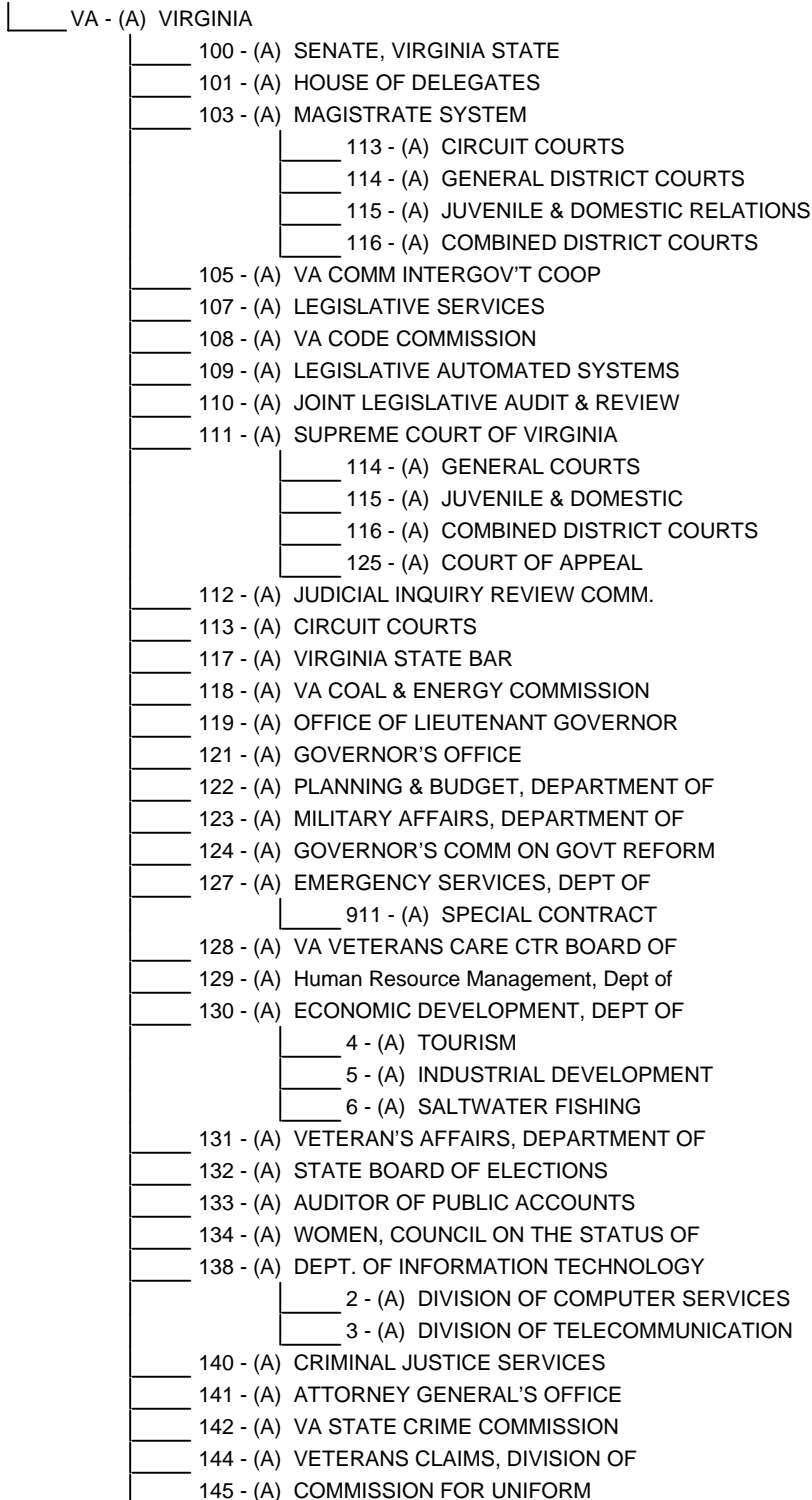 VA - (A) VIRGINIA
100 - (A) SENATE, VIRGINIA STATE
101 - (A) HOUSE OF DELEGATES
103 - (A) MAGISTRATE SYSTEM
113 - (A) CIRCUIT COURTS
114 - (A) GENERAL DISTRICT COURTS
115 - (A) JUVENILE & DOMESTIC RELATIONS
116 - (A) COMBINED DISTRICT COURTS
105 - (A) VA COMM INTERGOV'T COOP
107 - (A) LEGISLATIVE SERVICES
108 - (A) VA CODE COMMISSION
109 - (A) LEGISLATIVE AUTOMATED SYSTEMS
110 - (A) JOINT LEGISLATIVE AUDIT & REVIEW
111 - (A) SUPREME COURT OF VIRGINIA
114 - (A) GENERAL COURTS
115 - (A) JUVENILE & DOMESTIC
116 - (A) COMBINED DISTRICT COURTS
125 - (A) COURT OF APPEAL
112 - (A) JUDICIAL INQUIRY REVIEW COMM.
113 - (A) CIRCUIT COURTS
117 - (A) VIRGINIA STATE BAR
118 - (A) VA COAL & ENERGY COMMISSION
119 - (A) OFFICE OF LIEUTENANT GOVERNOR
121 - (A) GOVERNOR'S OFFICE
122 - (A) PLANNING & BUDGET, DEPARTMENT OF
123 - (A) MILITARY AFFAIRS, DEPARTMENT OF
124 - (A) GOVERNOR'S COMM ON GOVT REFORM
127 - (A) EMERGENCY SERVICES, DEPT OF
911 - (A) SPECIAL CONTRACT
128 - (A) VA VETERANS CARE CTR BOARD OF
129 - (A) Human Resource Management, Dept of
130 - (A) ECONOMIC DEVELOPMENT, DEPT OF
4 - (A) TOURISM
5 - (A) INDUSTRIAL DEVELOPMENT
6 - (A) SALTWATER FISHING
131 - (A) VETERAN'S AFFAIRS, DEPARTMENT OF
132 - (A) STATE BOARD OF ELECTIONS
133 - (A) AUDITOR OF PUBLIC ACCOUNTS
134 - (A) WOMEN, COUNCIL ON THE STATUS OF
138 - (A) DEPT. OF INFORMATION TECHNOLOGY
2 - (A) DIVISION OF COMPUTER SERVICES
3 - (A) DIVISION OF TELECOMMUNICATION
140 - (A) CRIMINAL JUSTICE SERVICES
141 - (A) ATTORNEY GENERAL'S OFFICE
142 - (A) VA STATE CRIME COMMISSION
144 - (A) VETERANS CLAIMS, DIVISION OF
145 - (A) COMMISSION FOR UNIFORM